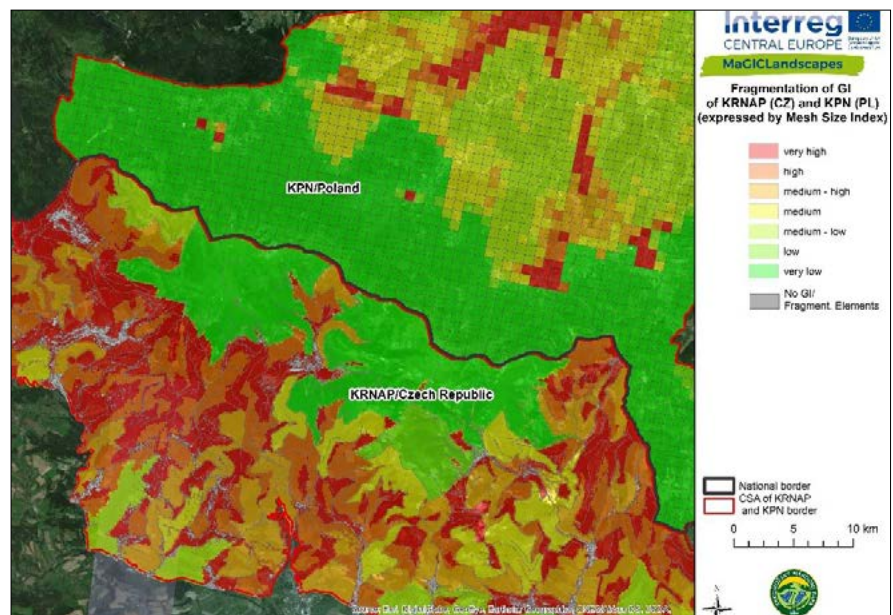 Interreg
CENTRAL EUROPE
MaGICLandscapes
Fragmentation of GI
of KRNAP (CZ) and KPN (PL)
(expressed by Mesh Size Index)
very high
high
medium - high
medium
medium - low
low
very low
No GI/
Fragment. Elements
KPN/Poland
KRNAP/Czech Republic
National border
CSA of KRNAP
and KPN border
0 5 10 km